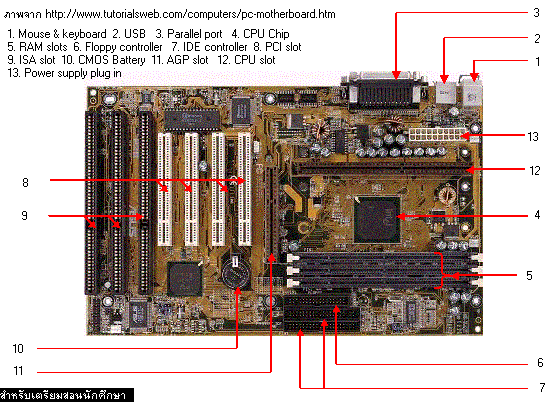 ภาพจาก http://www.tutorialsweb.com/computers/pc-motherboard.htm
1. Mouse & keyboard 2. USB 3. Parallel port 4. CPU Chip
5. RAM slots 6. Floppy controller 7. IDE controller 8. PCI slot
9. ISA slot 10. CMOS Battery 11. AGP slot 12. CPU slot
13. Power supply plug in
3
2
1
13
12
8
9
4
5
10
11
6
7
สำหรับเตรียมสอนนักศึกษา